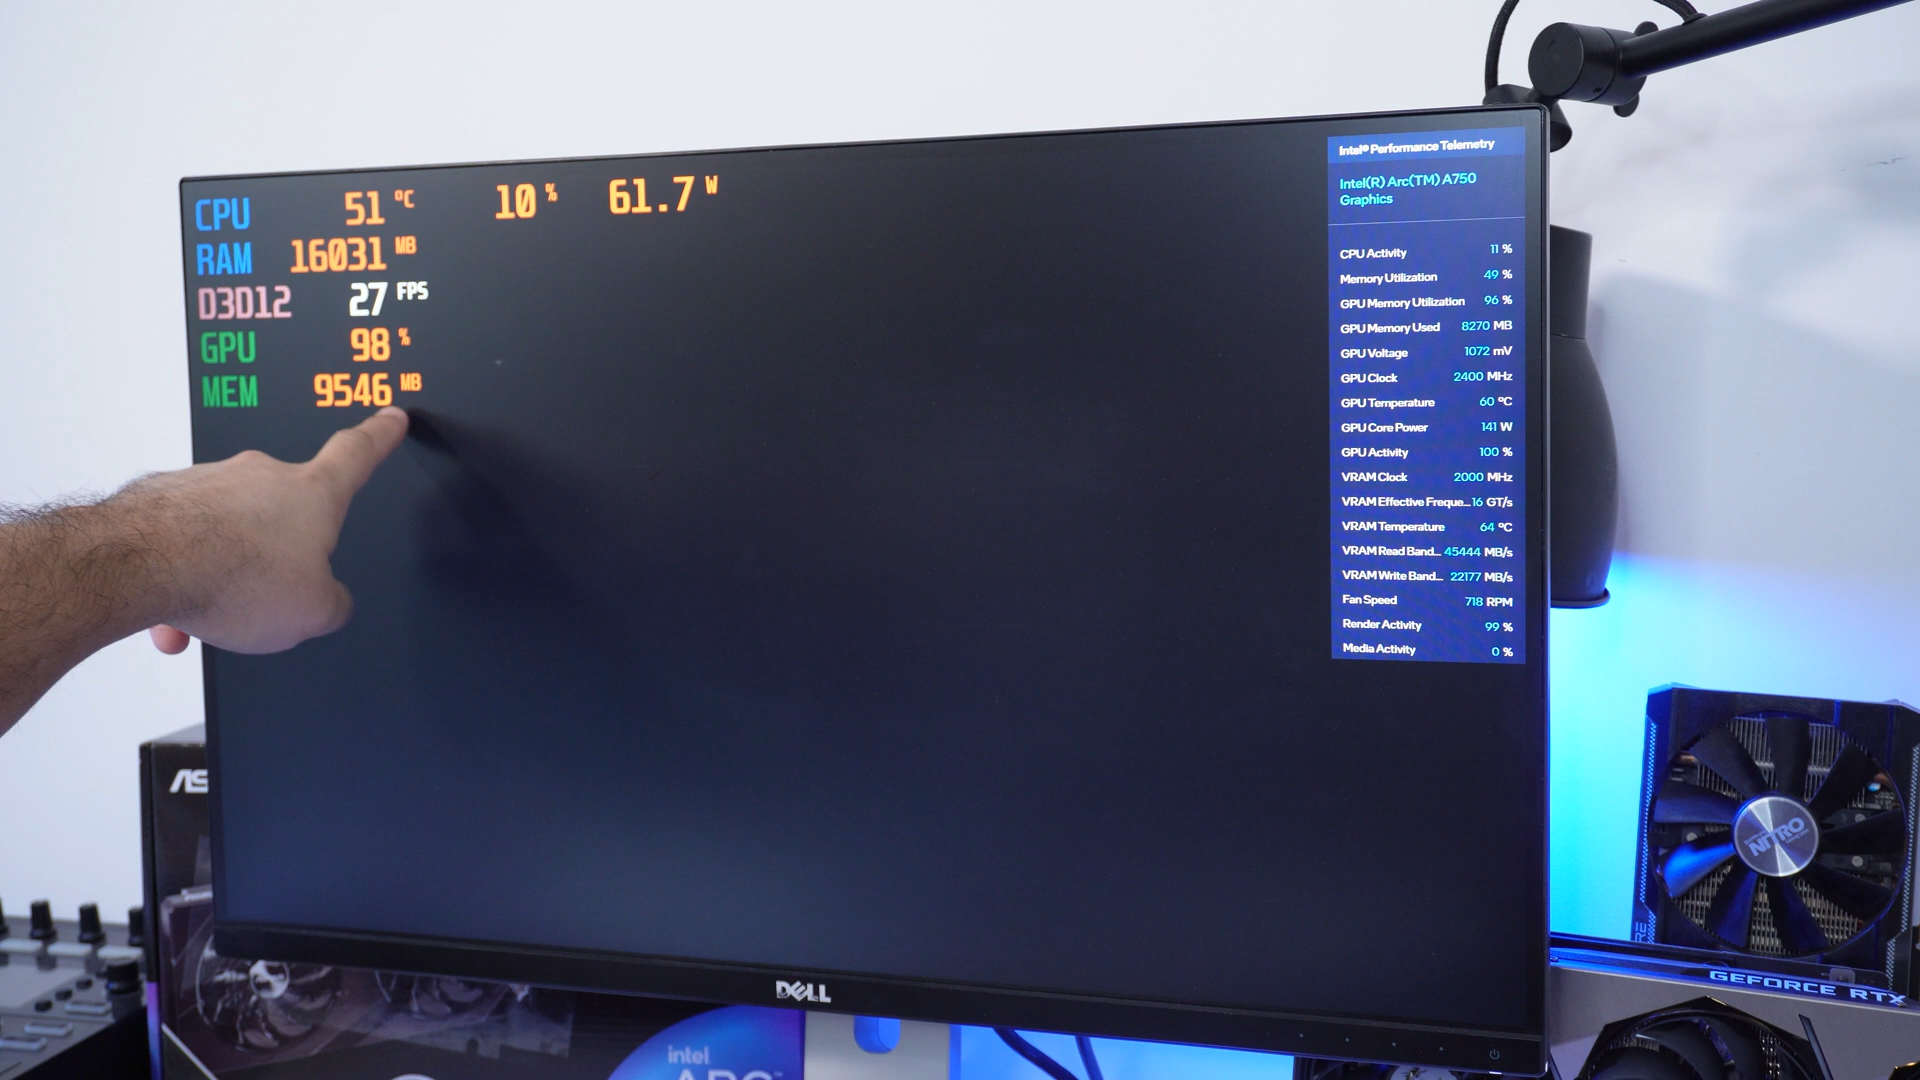 CPU 51 °C 10 % 61.7 W
RAM 16031 MB
D3D12 27 FPS
GPU 98 %
MEM 9546 MB
Intel® Performance Telemetry
Intel(R) Arc(TM) A750
Graphics
CPU Activity 11 %
Memory Utilization 49 %
GPU Memory Utilization 96 %
GPU Memory Used 8270 MB
GPU Voltage 1072 mV
GPU Clock 2400 MHz
GPU Temperature 60 °C
GPU Core Power 141 W
GPU Activity 100 %
VRAM Clock 2000 MHz
VRAM Effective Freque... 16 GT/s
VRAM Temperature 64 °C
VRAM Read Band... 45444 MB/s
VRAM Write Band... 22177 MB/s
Fan Speed 718 RPM
Render Activity 99 %
Media Activity 0 %
AS
NITRO
GEFORCE RTX
DELL
intel
ARC™